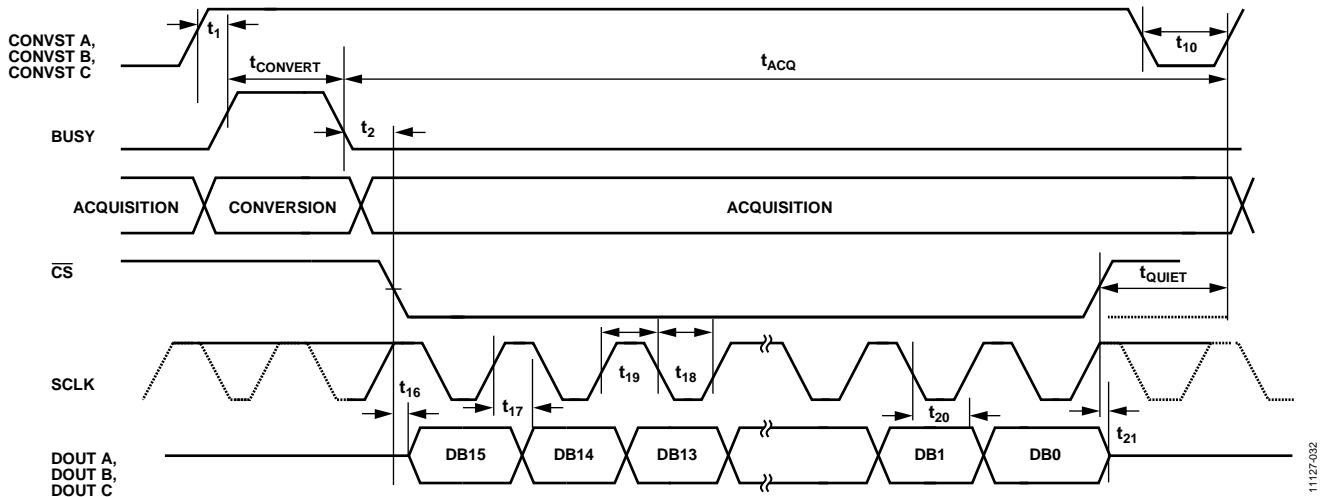 CONVST A,
CONVST B,
CONVST C
t1
t10
tCONVERT
tACQ
BUSY
t2
ACQUISITION
CONVERSION
ACQUISITION
CS
tQUIET
SCLK
t16
t17
t19
t18
t20
t21
DOUT A,
DOUT B,
DOUT C
DB15
DB14
DB13
DB1
DB0
11127-032